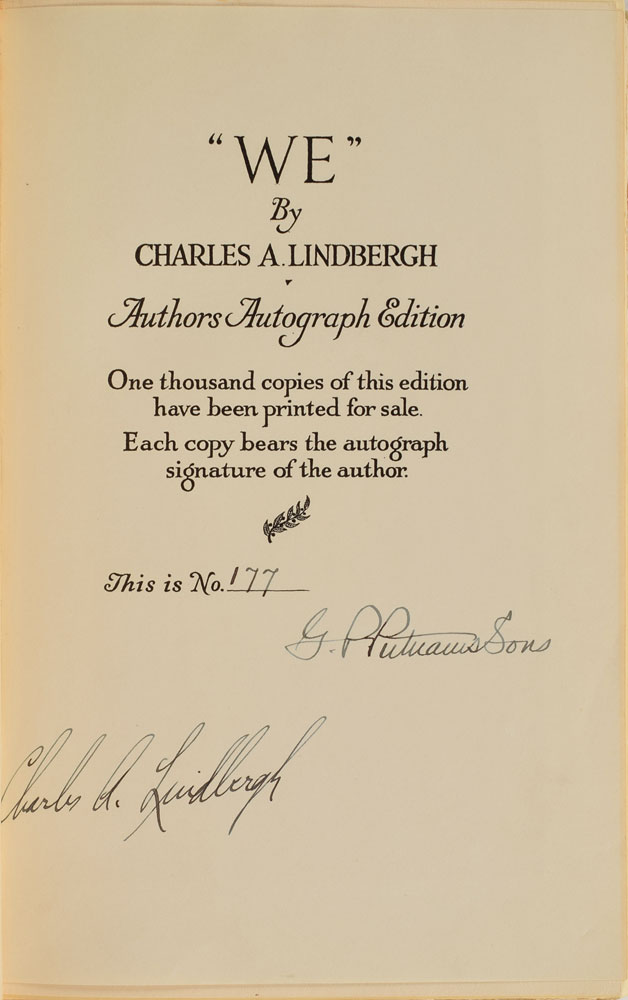 "WE"
By
CHARLES A. LINDBERGH
Authors Autograph Edition
One thousand copies of this edition
have been printed for sale.
Each copy bears the autograph
signature of the author.
This is No. 177
G. P. Putnams Sons
Charles A. Lindbergh